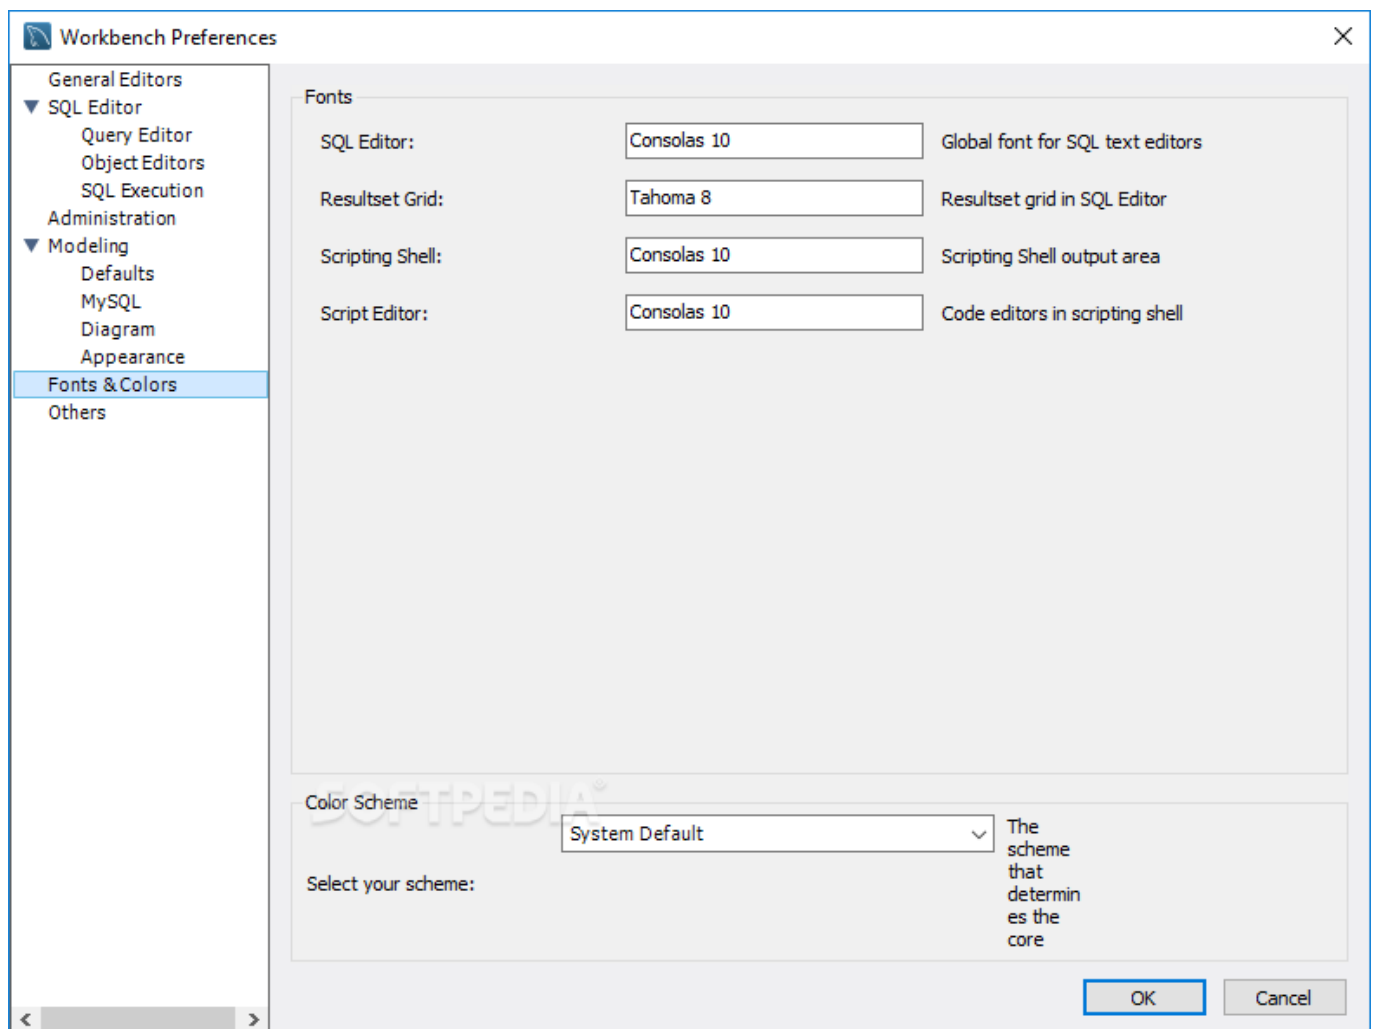 Workbench Preferences
General Editors
SQL Editor
Query Editor
Object Editors
SQL Execution
Administration
Modeling
Defaults
MySQL
Diagram
Appearance
Fonts & Colors
Others
Fonts
SQL Editor: Consolas 10 Global font for SQL text editors
Resultset Grid: Tahoma 8 Resultset grid in SQL Editor
Scripting Shell: Consolas 10 Scripting Shell output area
Script Editor: Consolas 10 Code editors in scripting shell
SOFTPEDIA®
Color Scheme
System Default
Select your scheme:
The
scheme
that
determin
es the
core
OK Cancel